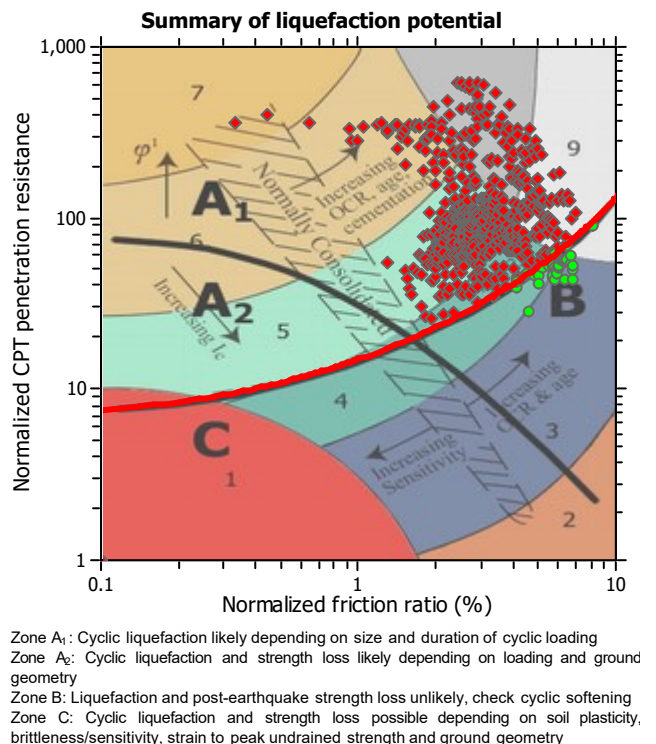 Summary of liquefaction potential
1,000
100
10
1
0.1
1
10
Normalized CPT penetration resistance
Normalized friction ratio (%)
7
φ'
A1
6
A2
Increasing Ic
5
Normally Consolidated
Increasing
OCR, age,
cementation
9
B
4
C
1
Increasing
Sensitivity
Increasing
OCR & age
3
2
Zone A1: Cyclic liquefaction likely depending on size and duration of cyclic loading
Zone A2: Cyclic liquefaction and strength loss likely depending on loading and ground
geometry
Zone B: Liquefaction and post-earthquake strength loss unlikely, check cyclic softening
Zone C: Cyclic liquefaction and strength loss possible depending on soil plasticity,
brittleness/sensitivity, strain to peak undrained strength and ground geometry